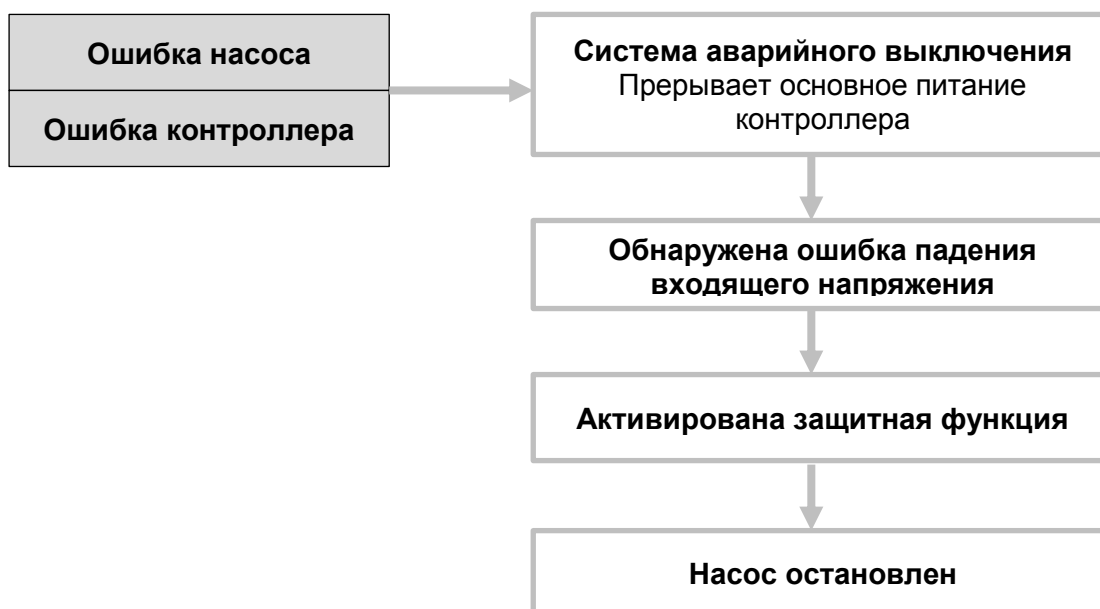 Ошибка насоса
Ошибка контроллера
Система аварийного выключения
Прерывает основное питание
контроллера
Обнаружена ошибка падения
входящего напряжения
Активирована защитная функция
Насос остановлен